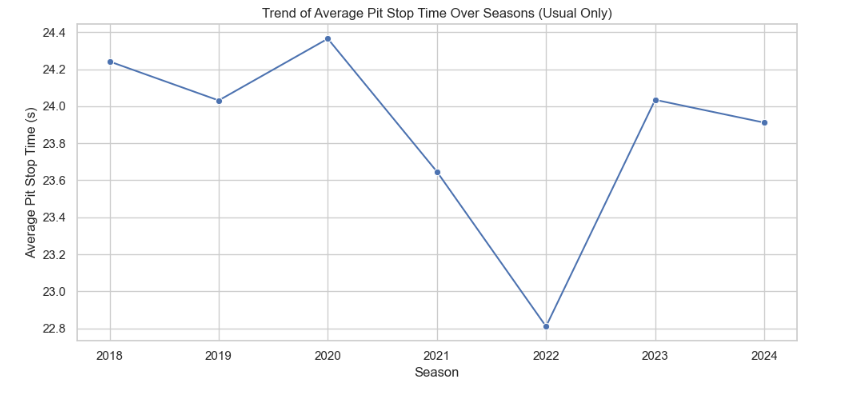 Trend of Average Pit Stop Time Over Seasons (Usual Only)
24.4
24.2
24.0
23.8
23.6
23.4
23.2
23.0
22.8
Average Pit Stop Time (s)
2018 2019 2020 2021 2022 2023 2024
Season